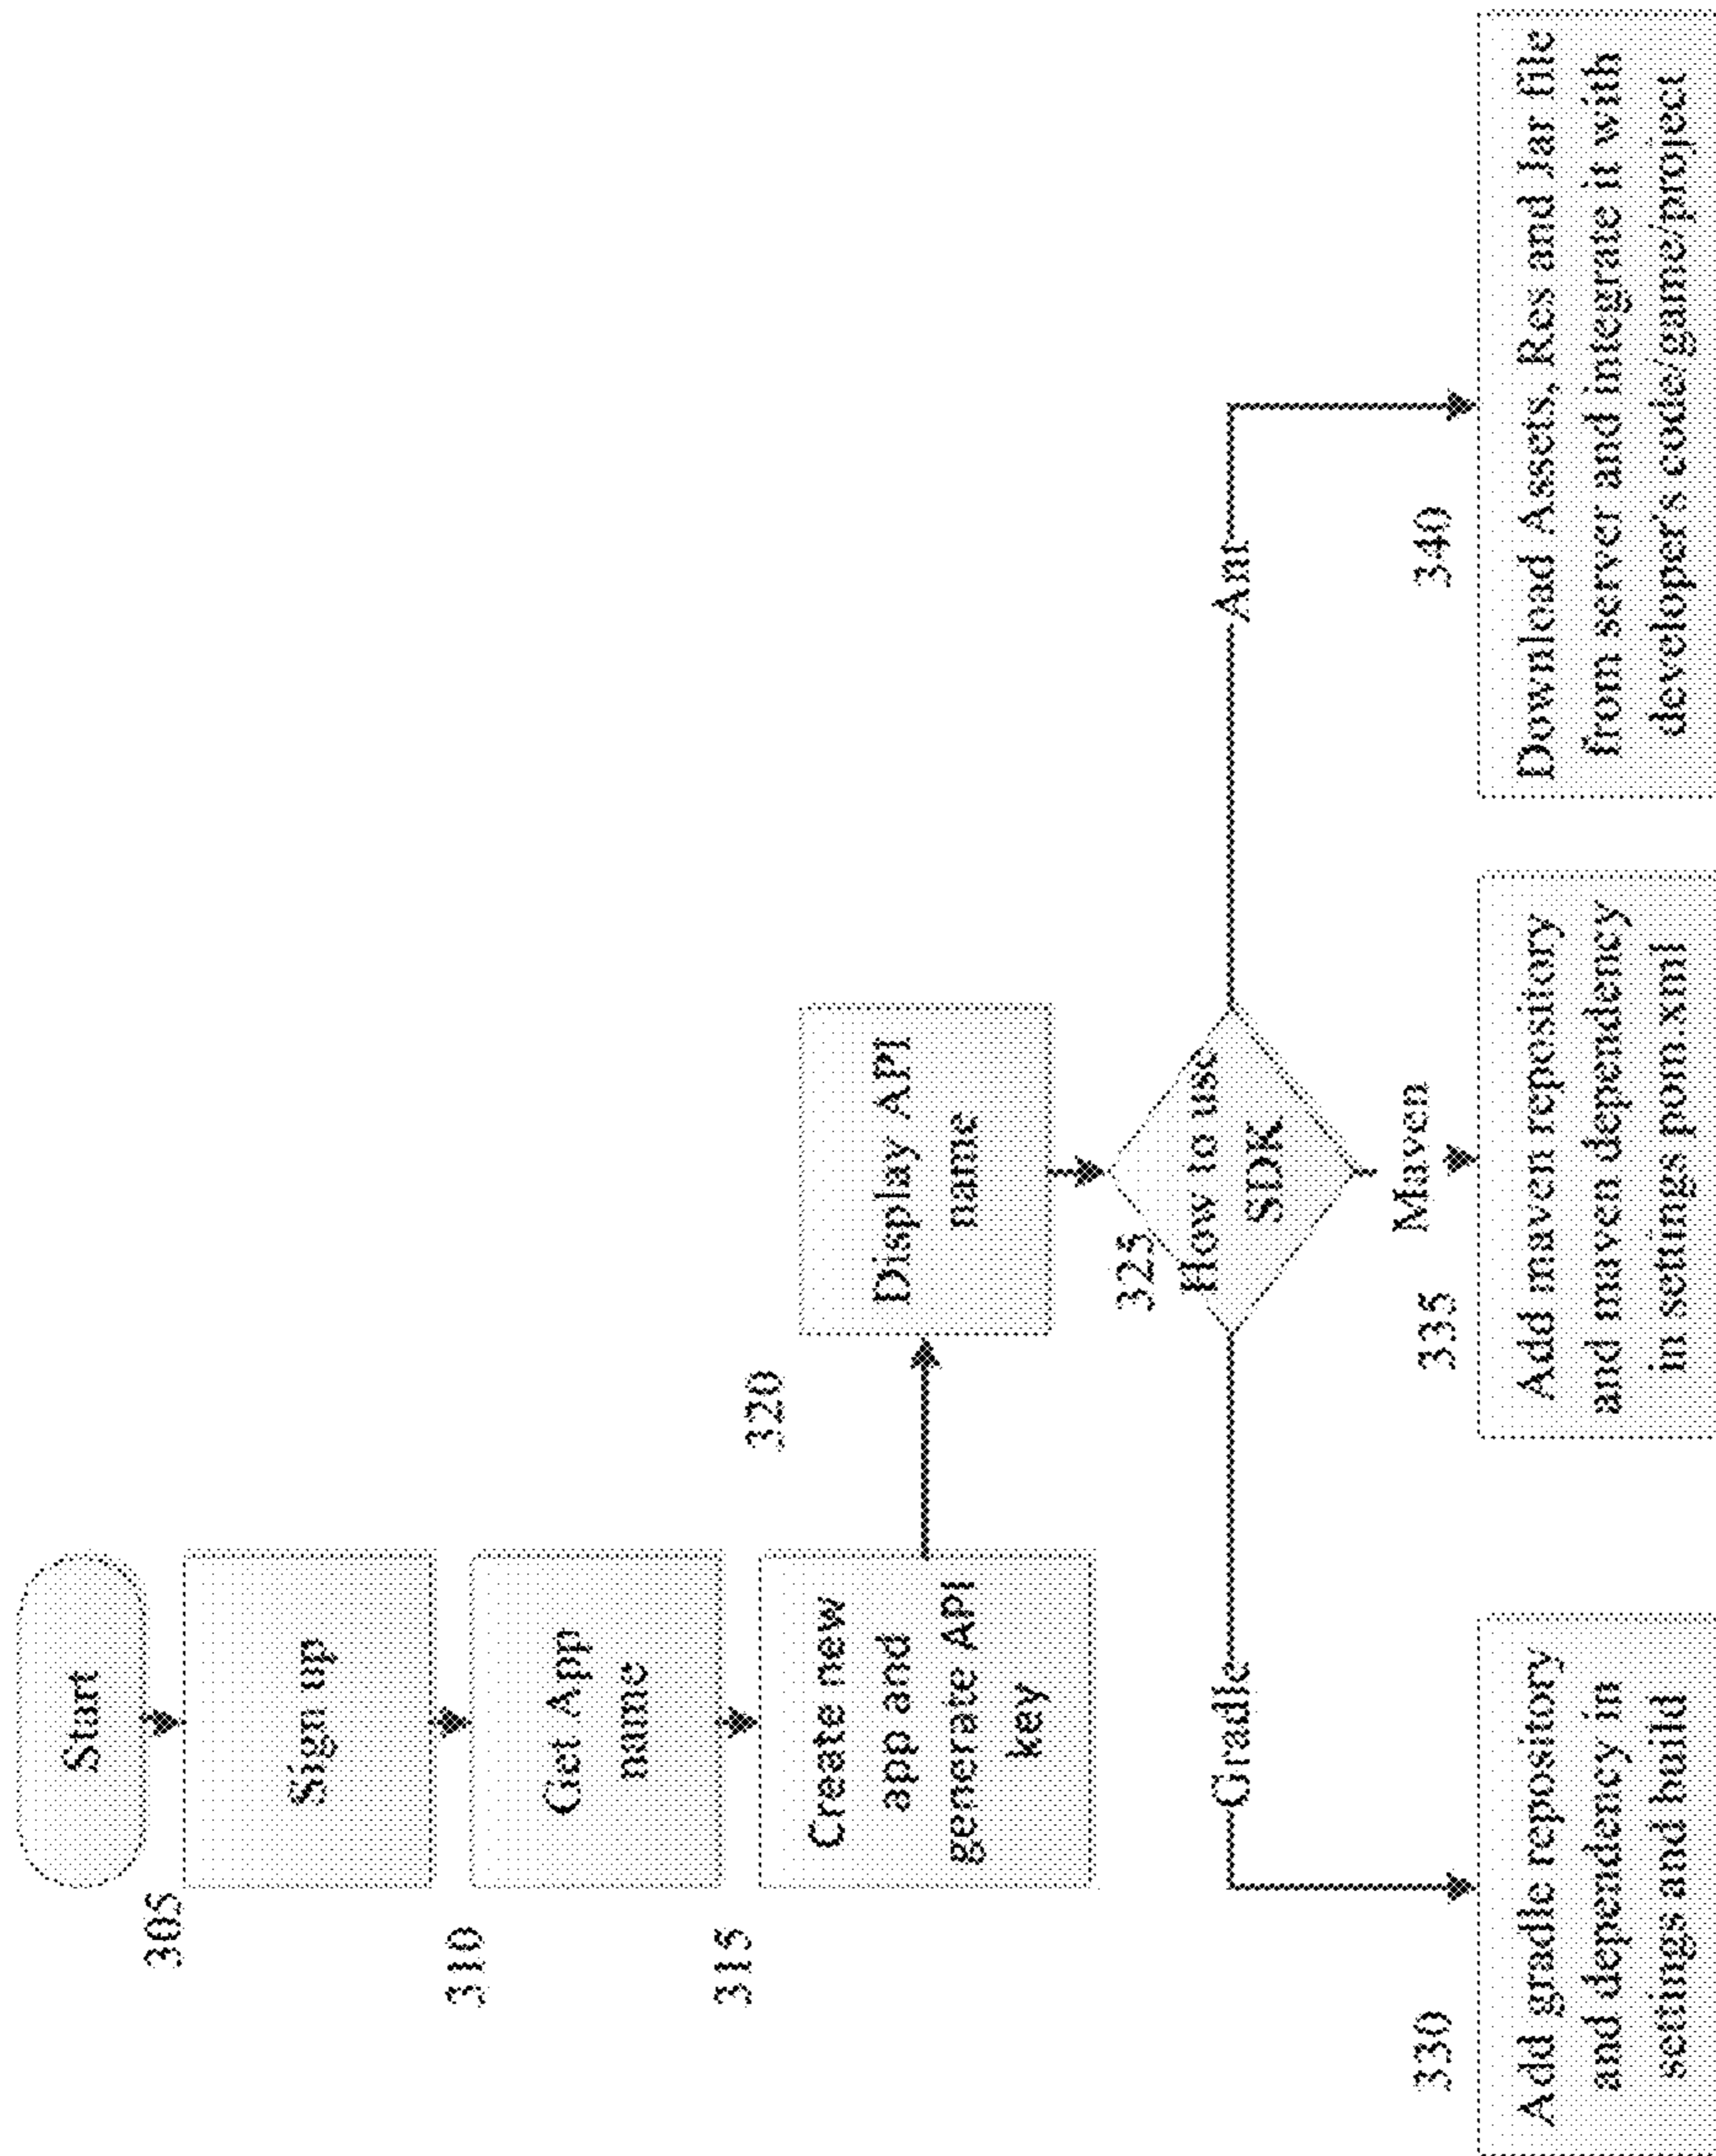 Start
305
Sign up
310
Get App
name
315
Create new
app and
generate API
key
320
Display API
name
325
How to use
SDK
Gradle
Maven
Ant
330
Add gradle repository
and dependency in
settings and build
335
Add maven repository
and maven dependency
in settings pom.xml
340
Download Assets, Res and Jar file
from server and integrate it with
developer's code/game/project